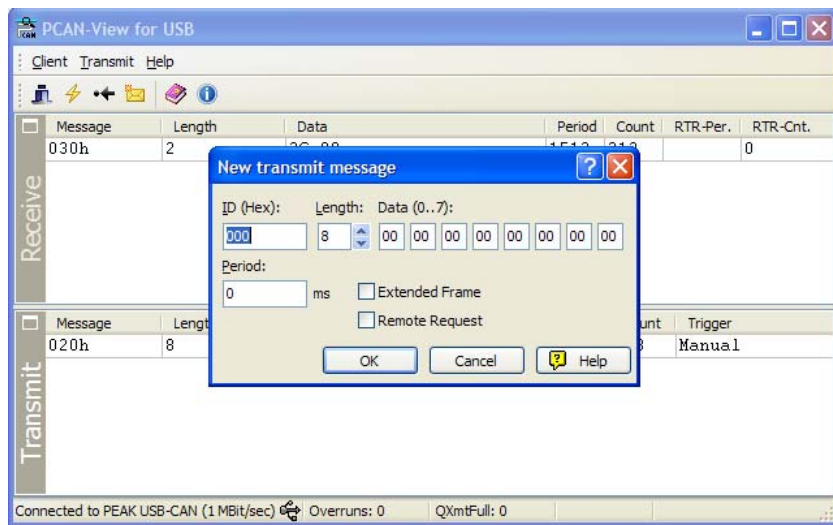 PCAN-View for USB
Client Transmit Help
Message Length Data Period Count RTR-Per. RTR-Cnt.
030h 2 0
Receive
New transmit message
ID (Hex): Length: Data (0..7):
000 8 00 00 00 00 00 00 00 00
Period:
0 ms Extended Frame
Remote Request
OK Cancel Help
Message Trigger
020h 8 Manual
Transmit
Connected to PEAK USB-CAN (1 MBit/sec) Overruns: 0 QXmtFull: 0